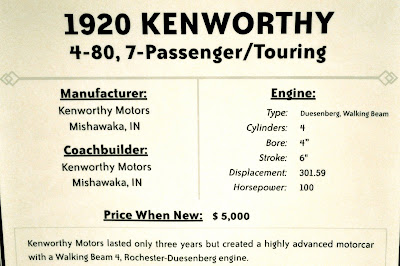 1920 KENWORTHY
4-80, 7-Passenger/Touring
Manufacturer:
Kenworthy Motors
Mishawaka, IN
Coachbuilder:
Kenworthy Motors
Mishawaka, IN
Engine:
Type: Duesenberg, Walking Beam
Cylinders: 4
Bore: 4"
Stroke: 6"
Displacement: 301.59
Horsepower: 100
Price When New: $ 5,000
Kenworthy Motors lasted only three years but created a highly advanced motorcar
with a Walking Beam 4, Rochester-Duesenberg engine.